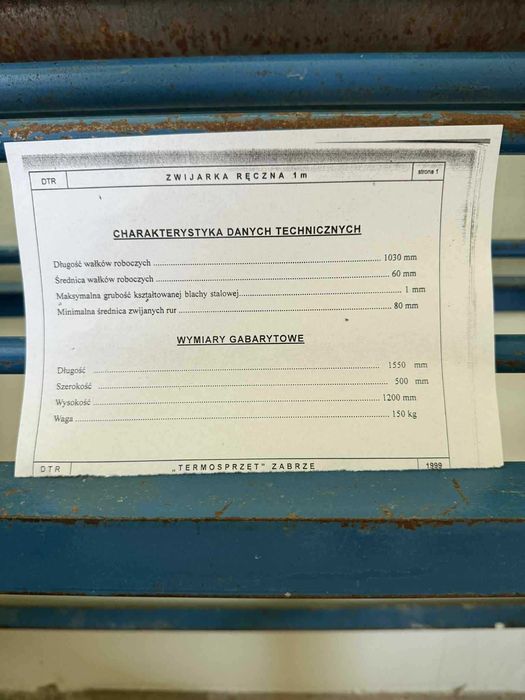 DTR ZWIJARKA RĘCZNA 1m strona 1
CHARAKTERYSTYKA DANYCH TECHNICZNYCH
Długość wałków roboczych ........ 1030 mm
Średnica wałków roboczych ........ 60 mm
Maksymalna grubość kształtowanej blachy stalowej ........ 1 mm
Minimalna średnica zwijanych rur ........ 80 mm
WYMIARY GABARYTOWE
Długość ........ 1550 mm
Szerokość ........ 500 mm
Wysokość ........ 1200 mm
Waga ........ 150 kg
DTR „TERMOSPRZĘT” ZABRZE 1999